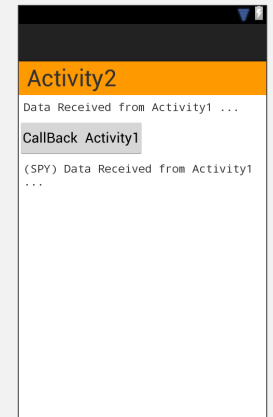 Activity2
Data Received from Activity1 ...
CallBack Activity1
(SPY) Data Received from Activity1
...